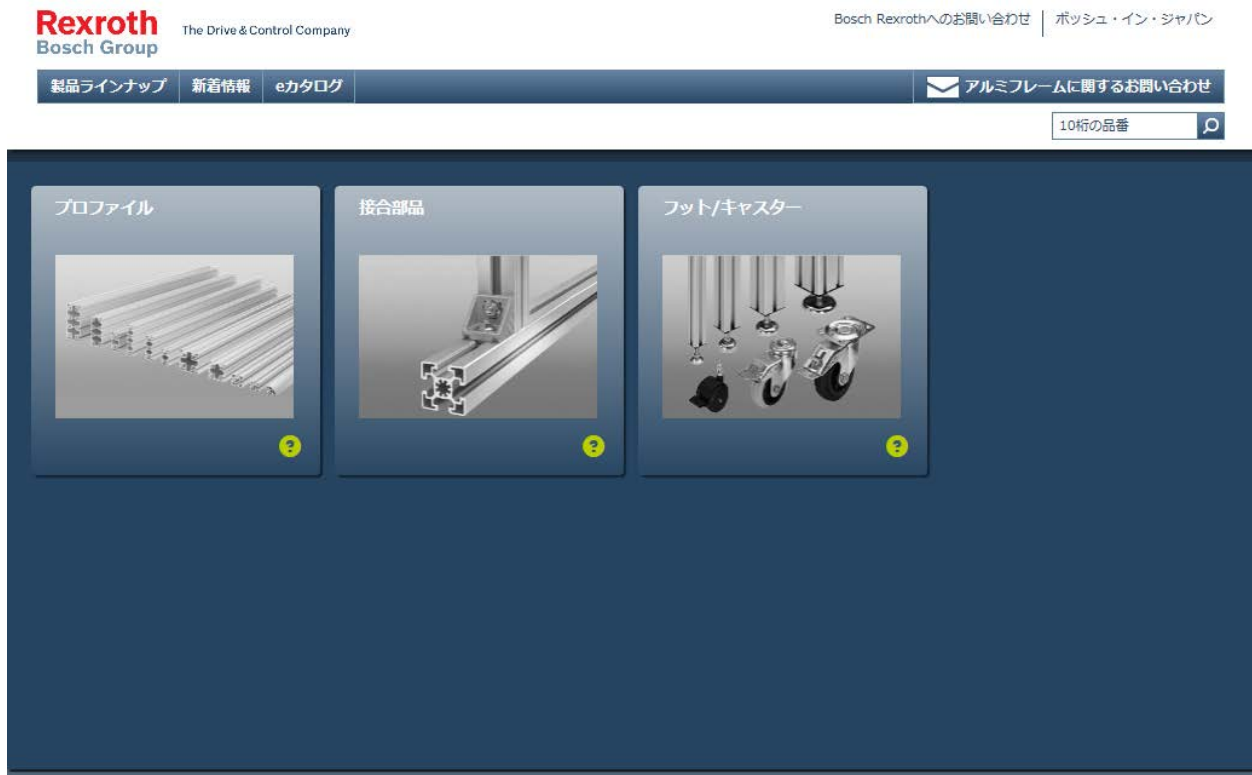 Rexroth
Bosch Group
The Drive & Control Company
Bosch Rexrothへのお問い合わせ
ボッシュ・イン・ジャパン
製品ラインナップ
新着情報
eカタログ
アルミフレームに関するお問い合わせ
10桁の品番
プロファイル
接合部品
フット/キャスター
?
?
?